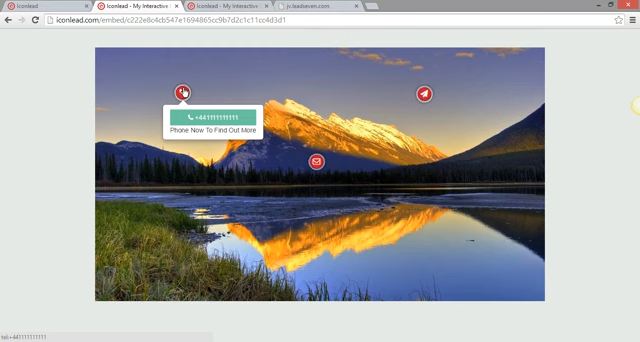 Iconlead
Iconlead - My Interactive
Iconlead - My Interactive
jv.leadseven.com
iconlead.com/embed/c222e8c4cb547e1694865cc9b7d2c1c11cc4d3d1
+441111111111
Phone Now To Find Out More
tel:+441111111111